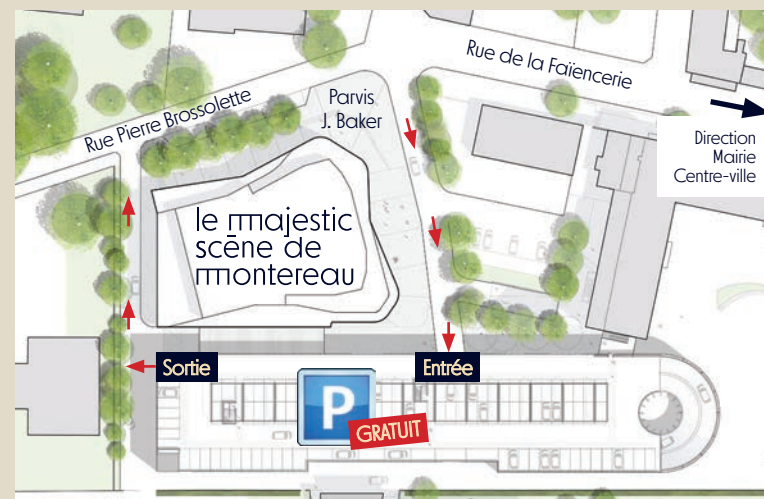 Rue de la Faïencerie
Rue Pierre Brossolette
Parvis
J. Baker
Direction
Mairie
Centre-ville
le majestic
scène de
montereau
Sortie
Entrée
P
GRATUIT